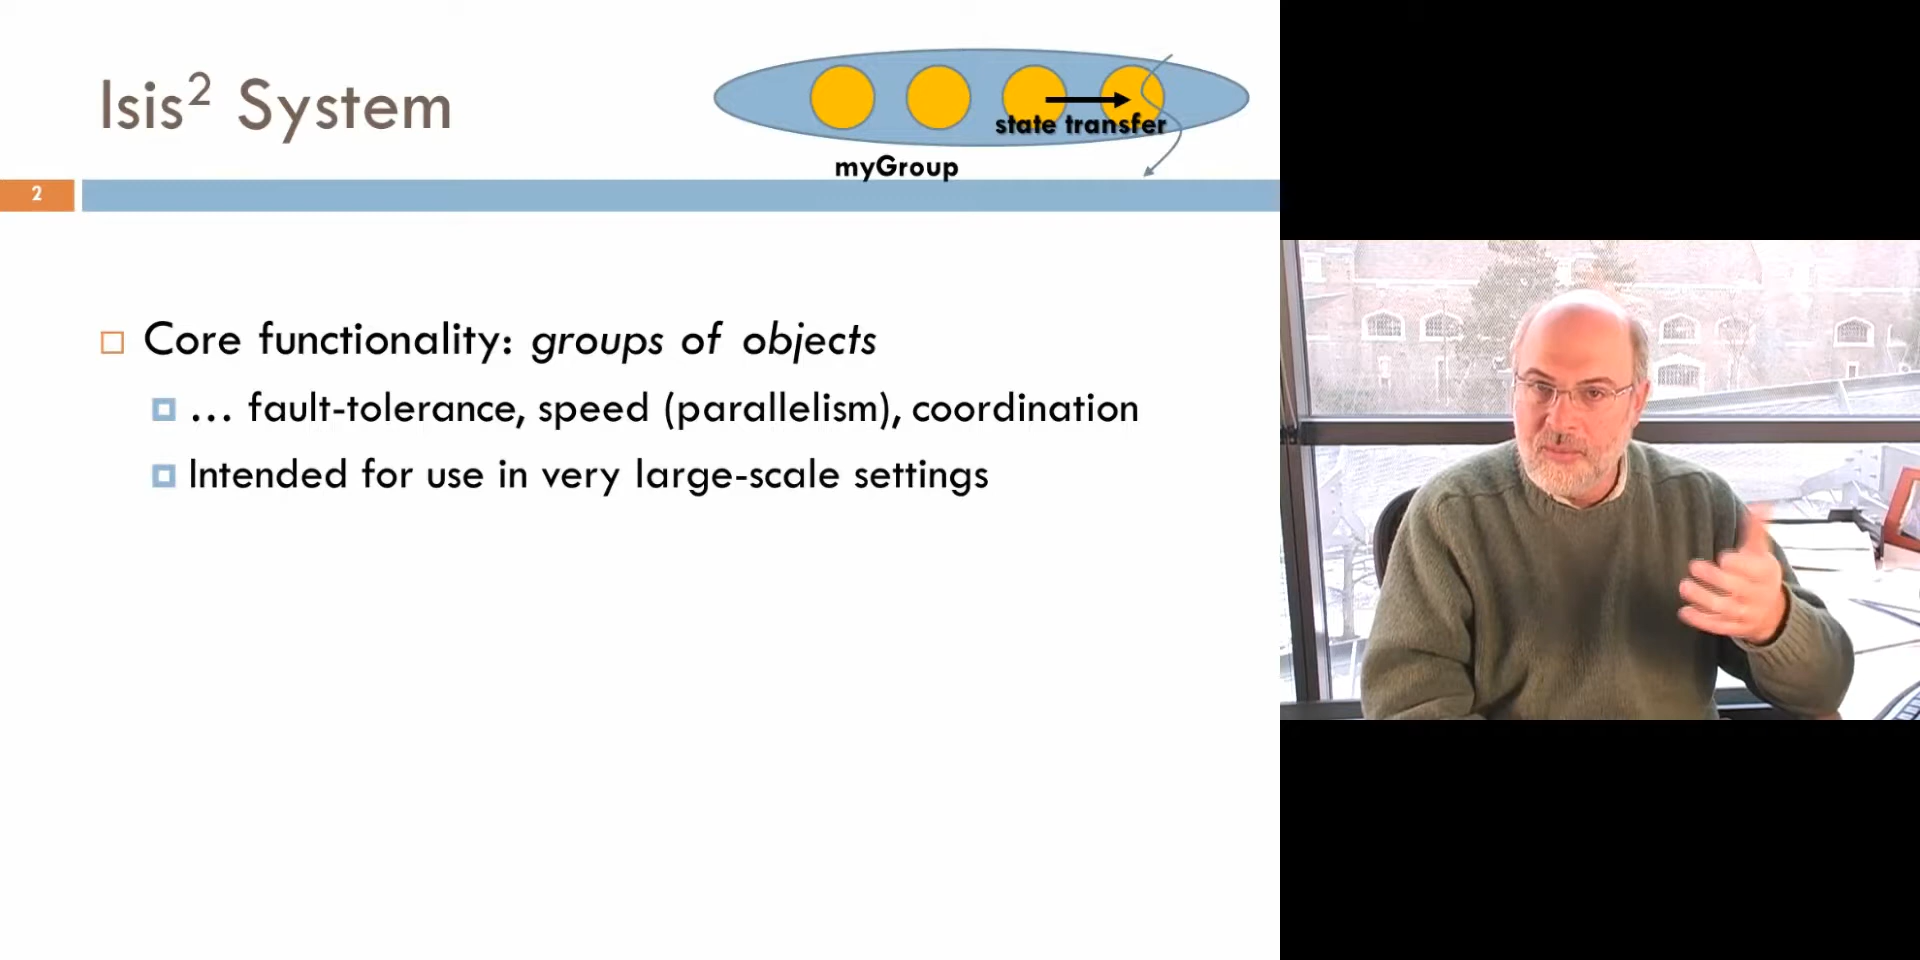 Isis² System
state transfer
myGroup
2
Core functionality: groups of objects
... fault-tolerance, speed (parallelism), coordination
Intended for use in very large-scale settings